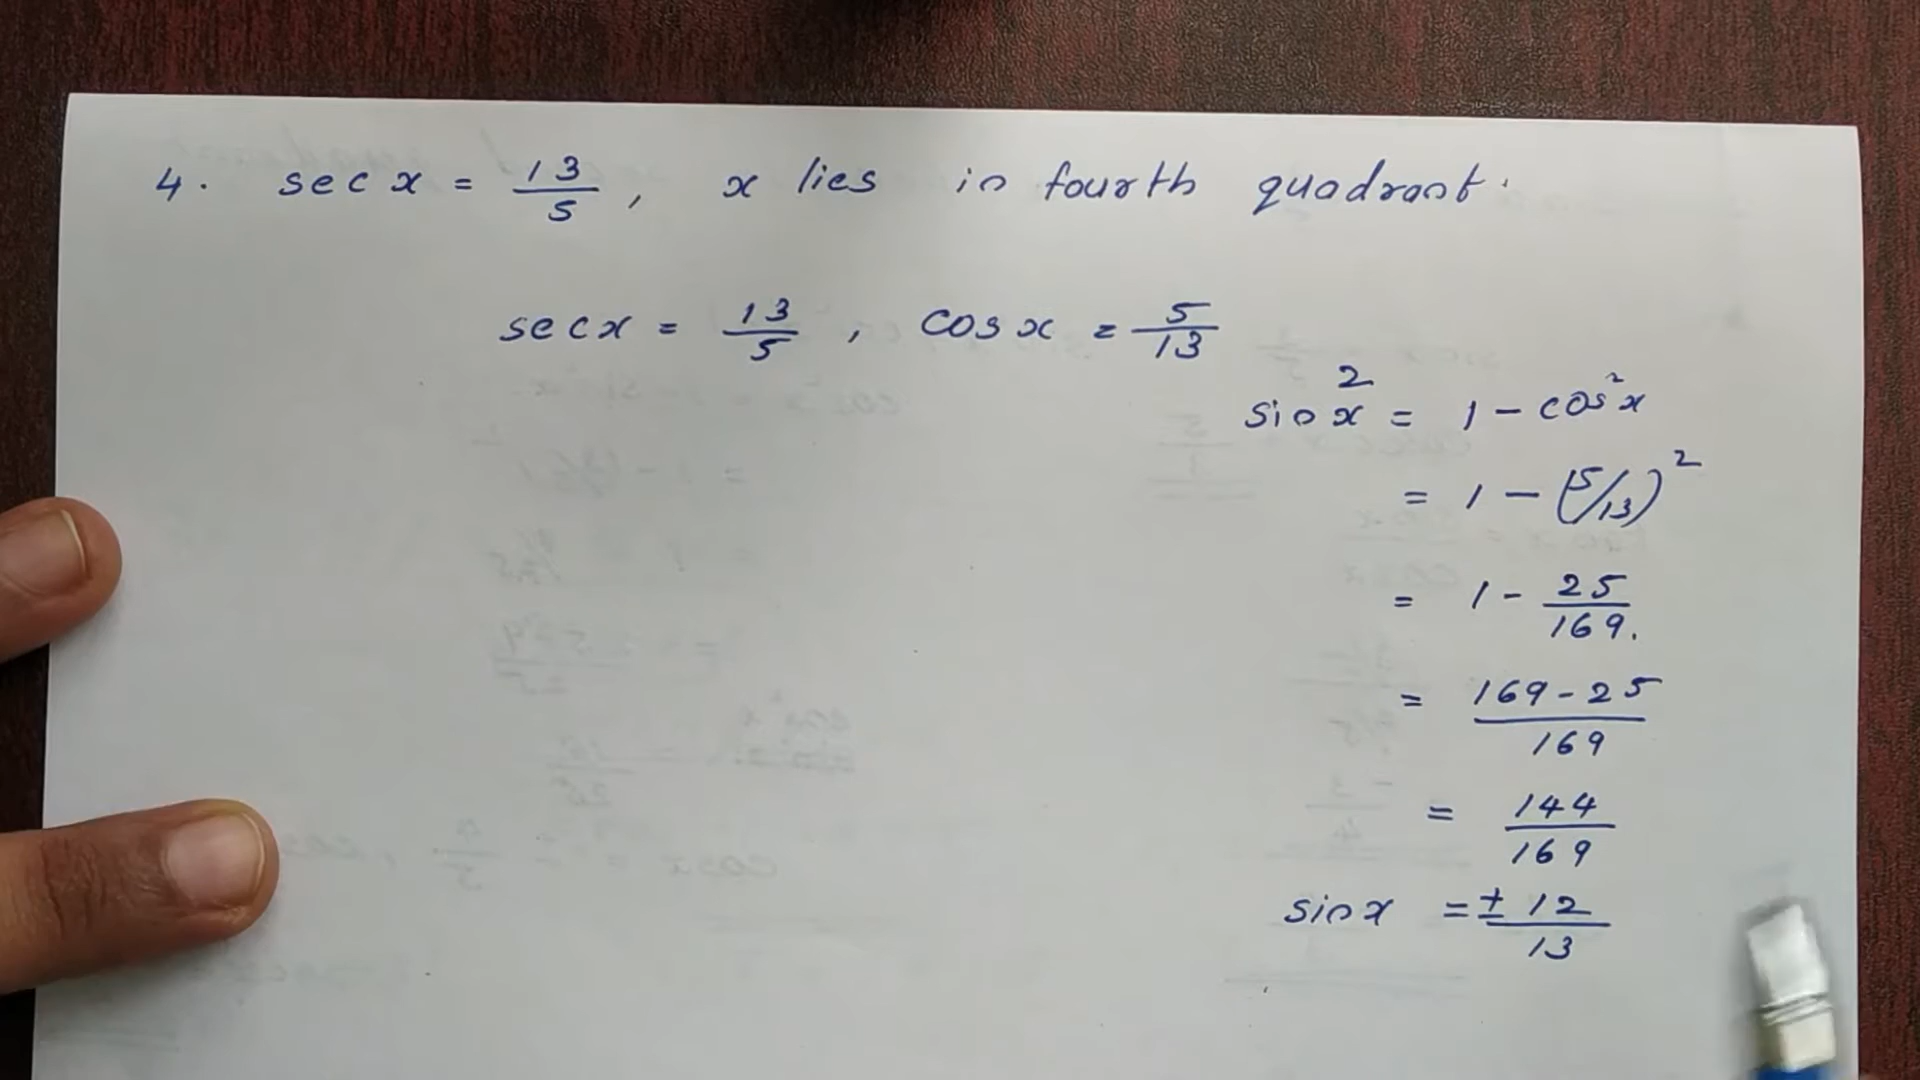 4. sec x = 13/5, x lies in fourth quadrant.
sec x = 13/5, cos x = 5/13
sin²x = 1 - cos²x
= 1 - (5/13)²
= 1 - 25/169.
= 169-25/169
= 144/169
sin x = ± 12/13